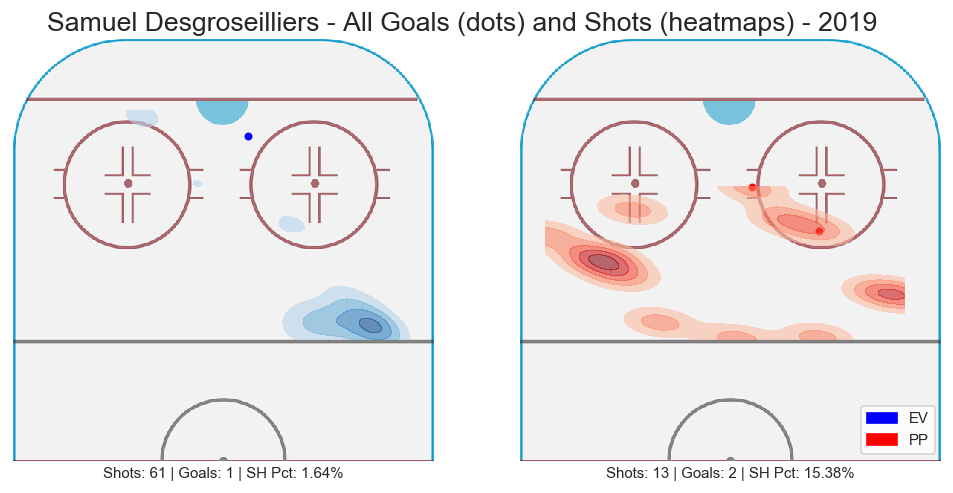 Samuel Desgroseilliers - All Goals (dots) and Shots (heatmaps) - 2019
EV
PP
Shots: 61 | Goals: 1 | SH Pct: 1.64%
Shots: 13 | Goals: 2 | SH Pct: 15.38%